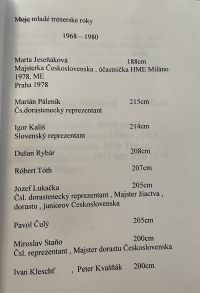 Moje mladé trénerske roky
1968 – 1980
Marta Jeseňáková 188cm
Majsterka Československa , účastníčka HME Miláno
1978, ME
Praha 1978
Marián Páleník 215cm
Čs.dorastenecký reprezentant
Igor Kališ 214cm
Slovenský reprezentant
Dušan Rybár 208cm
Róbert Tóth 207cm
Jozef Lukačka 205cm
Čsl. dorastenecký reprezentant , Majster žiactva ,
dorastu , juniorov Československa
Pavol Čulý 205cm
Miroslav Staňo 200cm
Čsl. reprezentant , Majster dorastu Československa
Ivan Kleschť , Peter Kvašňák 200cm